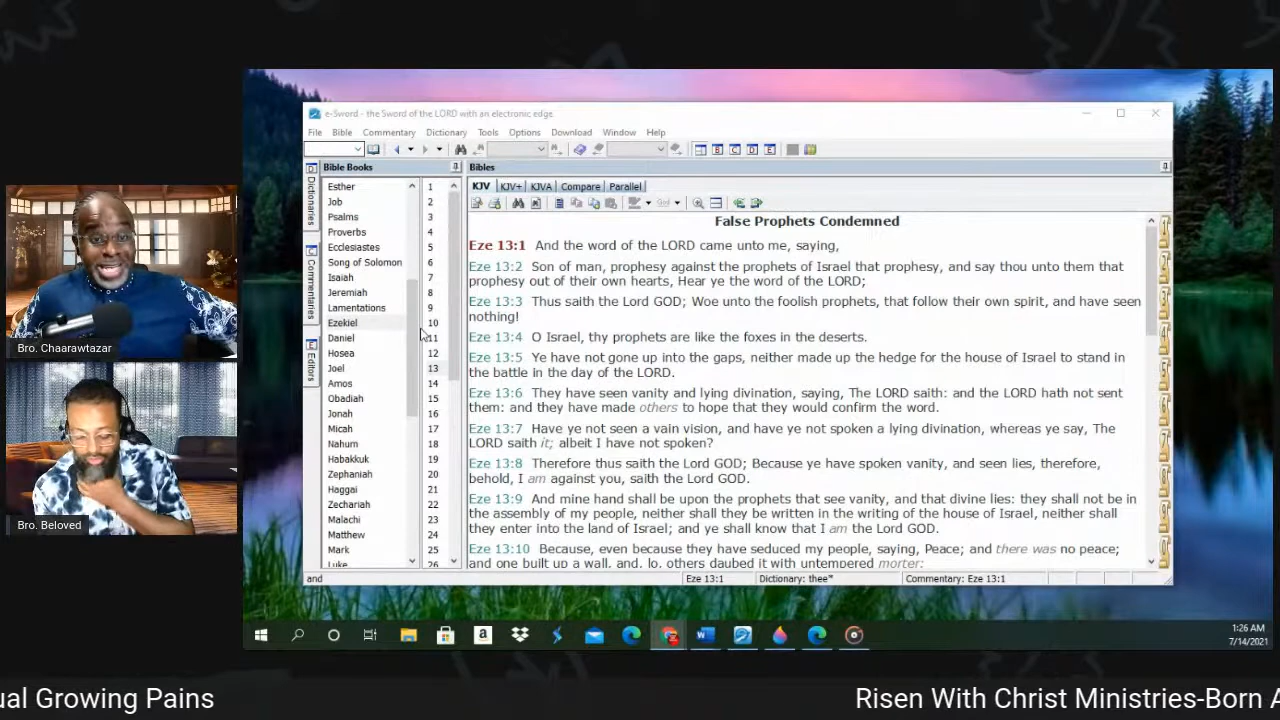 e-Sword - the Sword of the LORD with an electronic edge
File Bible Commentary Dictionary Tools Options Download Window Help
B C D E
Bible Books
Bibles
Dictionaries
Commentaries
Editors
Esther 1
Job 2
Psalms 3
Proverbs 4
Ecclesiastes 5
Song of Solomon 6
Isaiah 7
Jeremiah 8
Lamentations 9
Ezekiel 10
Daniel 11
Hosea 12
Joel 13
Amos 14
Obadiah 15
Jonah 16
Micah 17
Nahum 18
Habakkuk 19
Zephaniah 20
Haggai 21
Zechariah 22
Malachi 23
Matthew 24
Mark 25
Luke 26
KJV KJV+ KJVA Compare Parallel
False Prophets Condemned
Eze 13:1 And the word of the LORD came unto me, saying,
Eze 13:2 Son of man, prophesy against the prophets of Israel that prophesy, and say thou unto them that
prophesy out of their own hearts, Hear ye the word of the LORD;
Eze 13:3 Thus saith the Lord GOD; Woe unto the foolish prophets, that follow their own spirit, and have seen
nothing!
Eze 13:4 O Israel, thy prophets are like the foxes in the deserts.
Eze 13:5 Ye have not gone up into the gaps, neither made up the hedge for the house of Israel to stand in
the battle in the day of the LORD.
Eze 13:6 They have seen vanity and lying divination, saying, The LORD saith: and the LORD hath not sent
them: and they have made others to hope that they would confirm the word.
Eze 13:7 Have ye not seen a vain vision, and have ye not spoken a lying divination, whereas ye say, The
LORD saith it; albeit I have not spoken?
Eze 13:8 Therefore thus saith the Lord GOD; Because ye have spoken vanity, and seen lies, therefore,
behold, I am against you, saith the Lord GOD.
Eze 13:9 And mine hand shall be upon the prophets that see vanity, and that divine lies: they shall not be in
the assembly of my people, neither shall they be written in the writing of the house of Israel, neither shall
they enter into the land of Israel; and ye shall know that I am the Lord GOD.
Eze 13:10 Because, even because they have seduced my people, saying, Peace; and there was no peace;
and one built up a wall, and, lo, others daubed it with untempered morter:
and
Eze 13:1
Dictionary: thee*
Commentary: Eze 13:1
Bro. Chaarawtazar
Bro. Beloved
1:26 AM
7/14/2021
ual Growing Pains
Risen With Christ Ministries-Born A